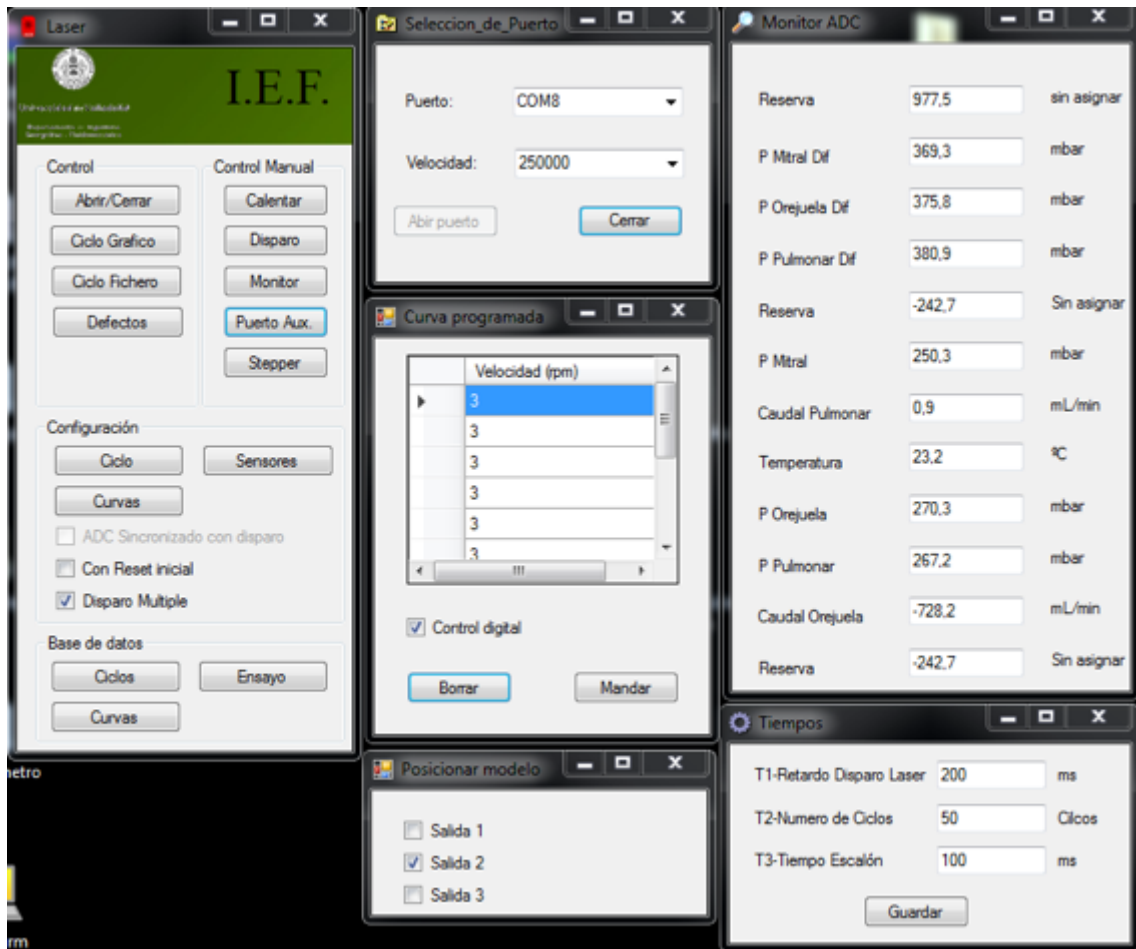 Laser
I.E.F.
Control
Abrir/Cerrar
Ciclo Grafico
Ciclo Fichero
Defectos
Control Manual
Calentar
Disparo
Monitor
Puerto Aux.
Stepper
Configuración
Ciclo
Sensores
Curvas
ADC Sincronizado con disparo
Con Reset inicial
Disparo Multiple
Base de datos
Ciclos
Ensayo
Curvas
Seleccion_de_Puerto
Puerto: COM8
Velocidad: 250000
Abir puerto
Cerrar
Curva programada
Velocidad (rpm)
3
3
3
3
3
3
Control digital
Borrar
Mandar
Posicionar modelo
Salida 1
Salida 2
Salida 3
Monitor ADC
Reserva 977,5 sin asignar
P Mitral Dif 369,3 mbar
P Orejuela Dif 375,8 mbar
P Pulmonar Dif 380,9 mbar
Reserva -242,7 Sin asignar
P Mitral 250,3 mbar
Caudal Pulmonar 0,9 mL/min
Temperatura 23,2 ºC
P Orejuela 270,3 mbar
P Pulmonar 267,2 mbar
Caudal Orejuela -728,2 mL/min
Reserva -242,7 Sin asignar
Tiempos
T1-Retardo Disparo Laser 200 ms
T2-Numero de Ciclos 50 Cilcos
T3-Tiempo Escalón 100 ms
Guardar
etro
rm